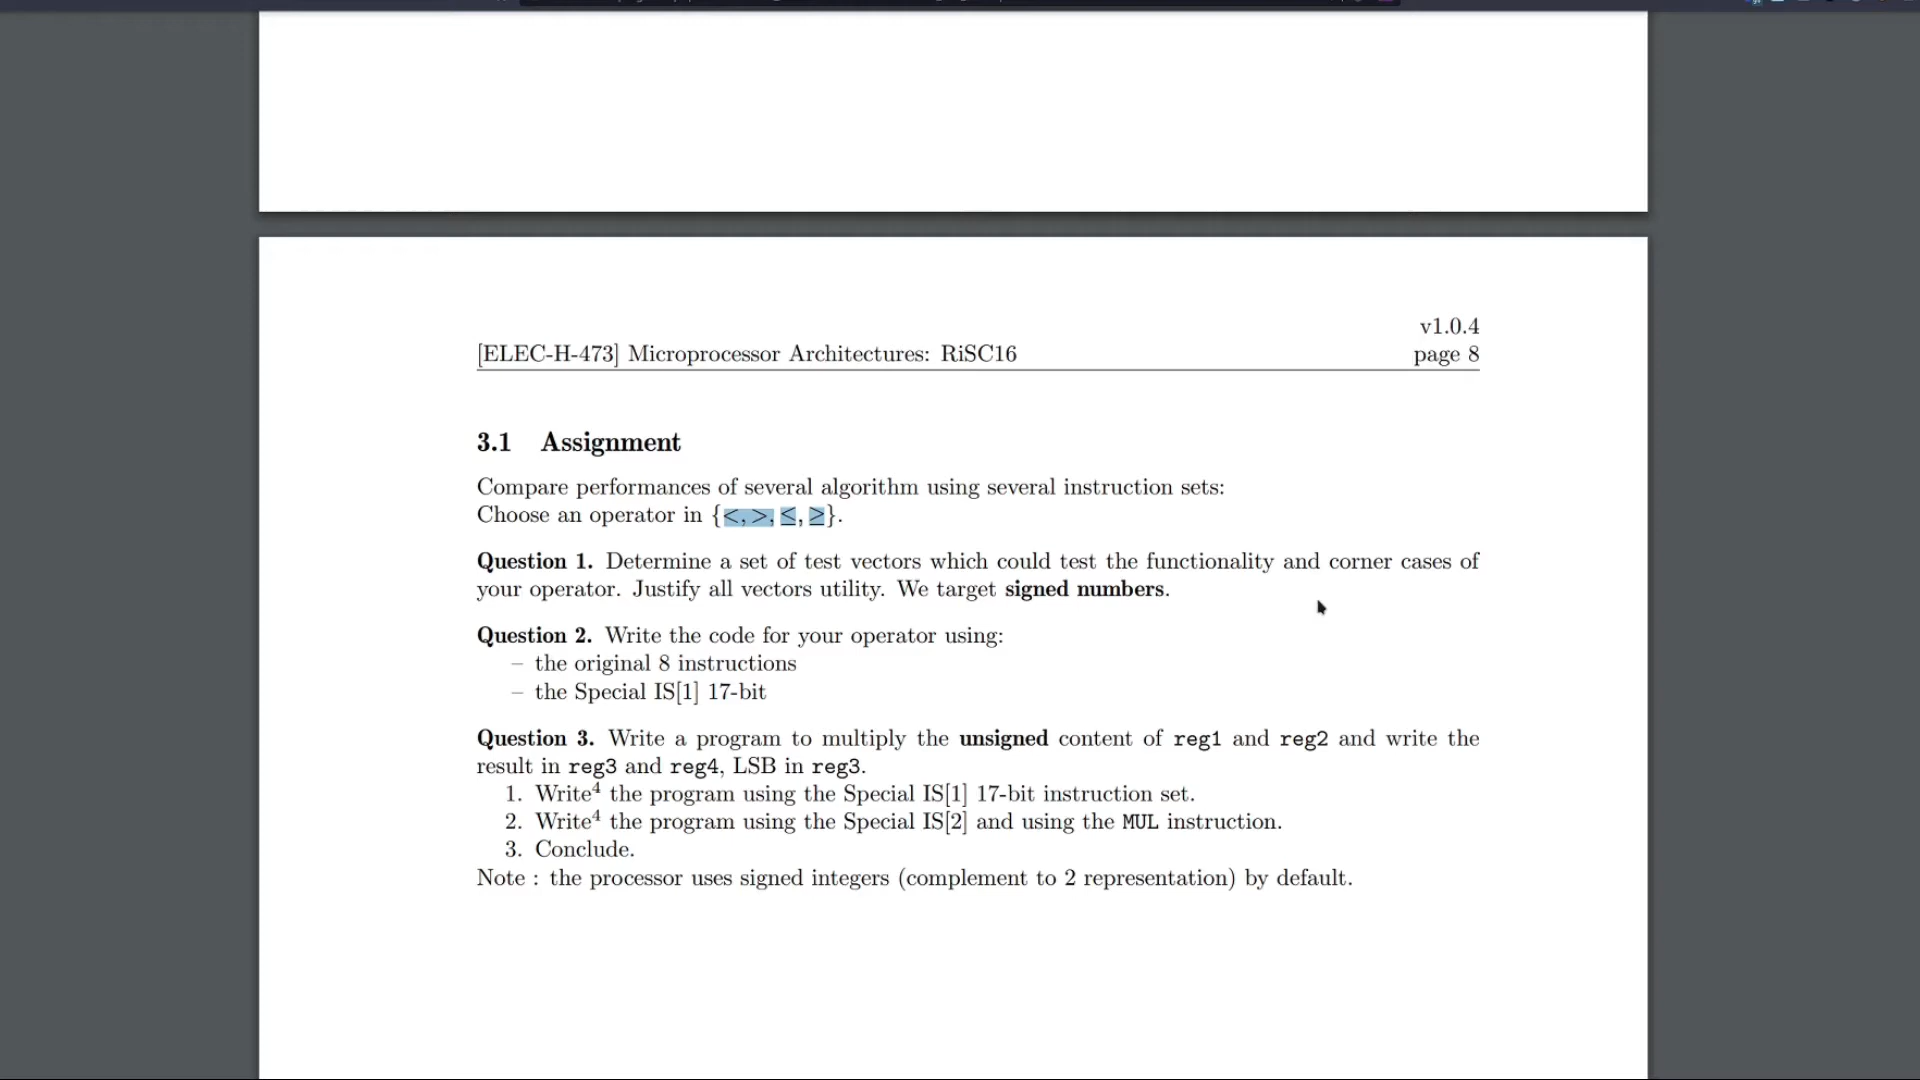 v1.0.4
[ELEC-H-473] Microprocessor Architectures: RiSC16 page 8
3.1 Assignment
Compare performances of several algorithm using several instruction sets:
Choose an operator in {<, >, ≤, ≥}.
Question 1. Determine a set of test vectors which could test the functionality and corner cases of
your operator. Justify all vectors utility. We target signed numbers.
Question 2. Write the code for your operator using:
– the original 8 instructions
– the Special IS[1] 17-bit
Question 3. Write a program to multiply the unsigned content of reg1 and reg2 and write the
result in reg3 and reg4, LSB in reg3.
1. Write⁴ the program using the Special IS[1] 17-bit instruction set.
2. Write⁴ the program using the Special IS[2] and using the MUL instruction.
3. Conclude.
Note : the processor uses signed integers (complement to 2 representation) by default.